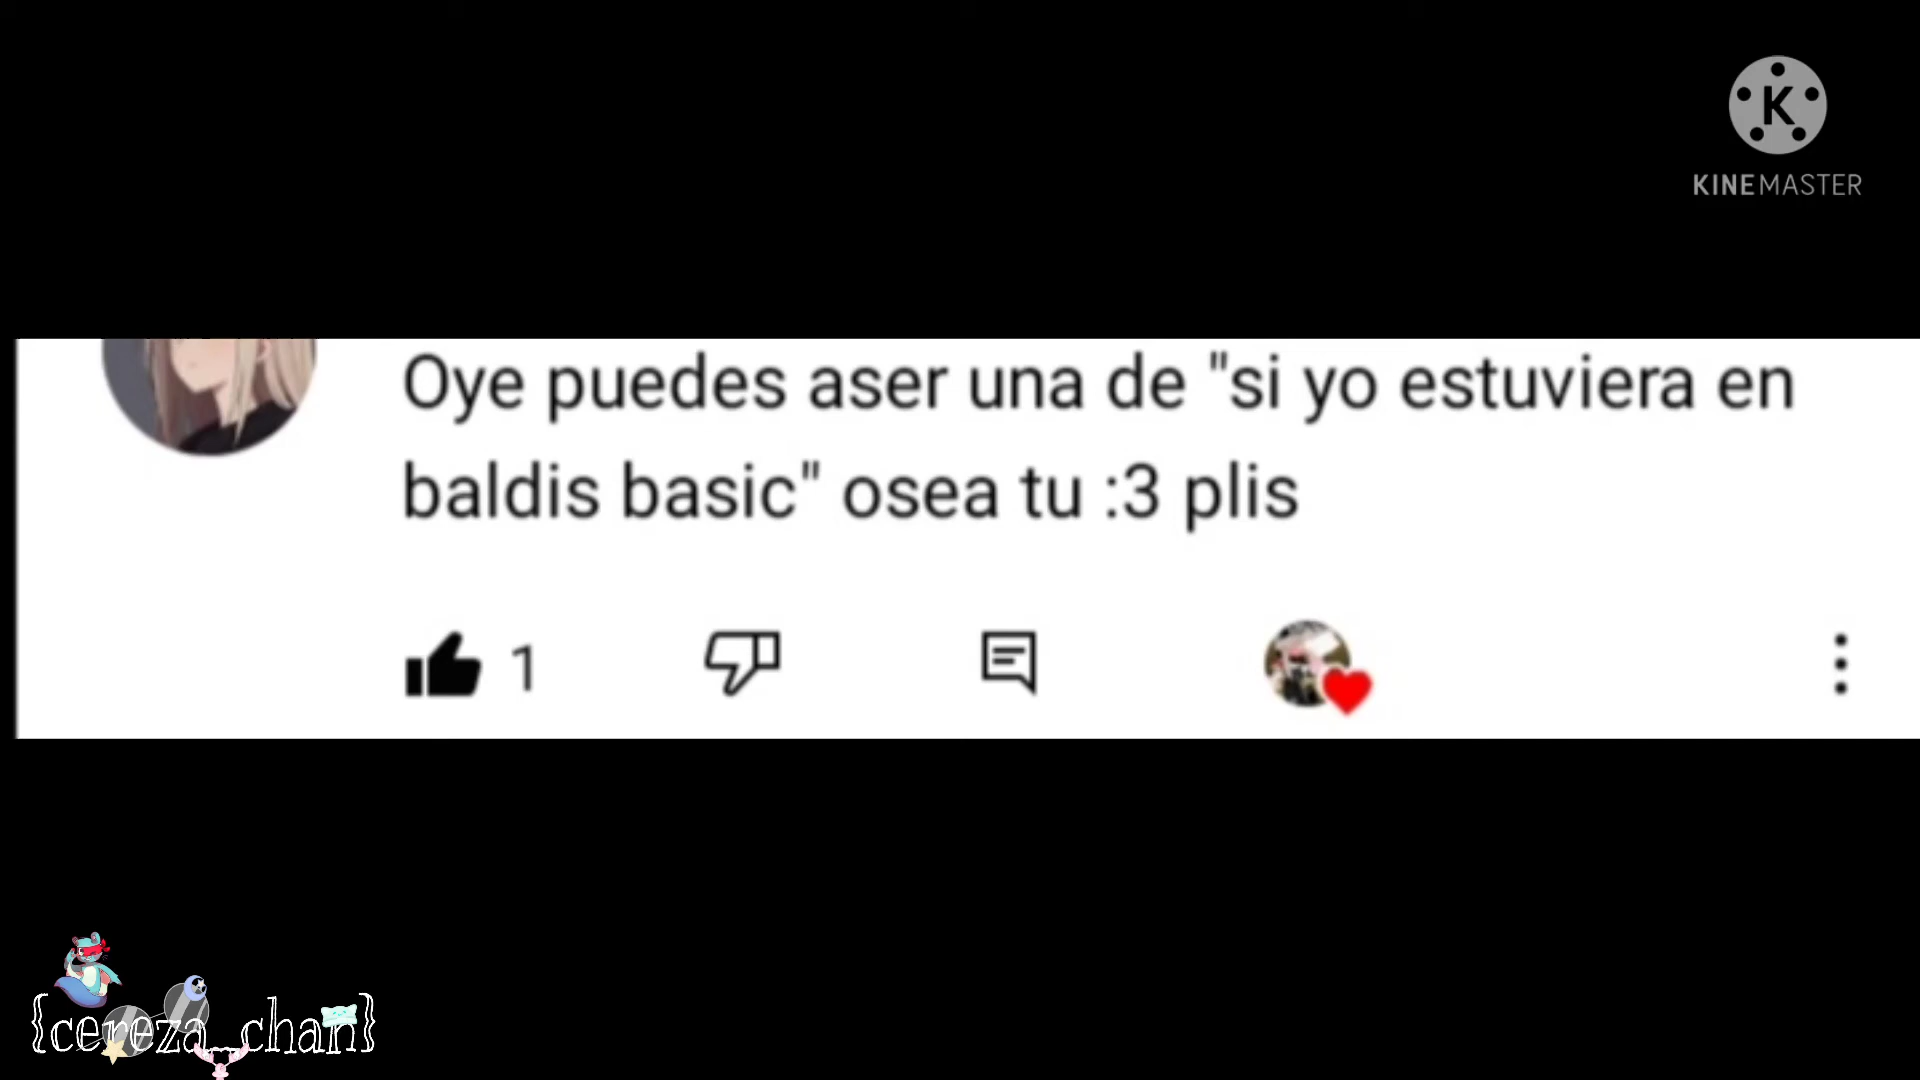 K
KINEMASTER
Oye puedes aser una de "si yo estuviera en
baldis basic" osea tu :3 plis
1
{cereza_chan}